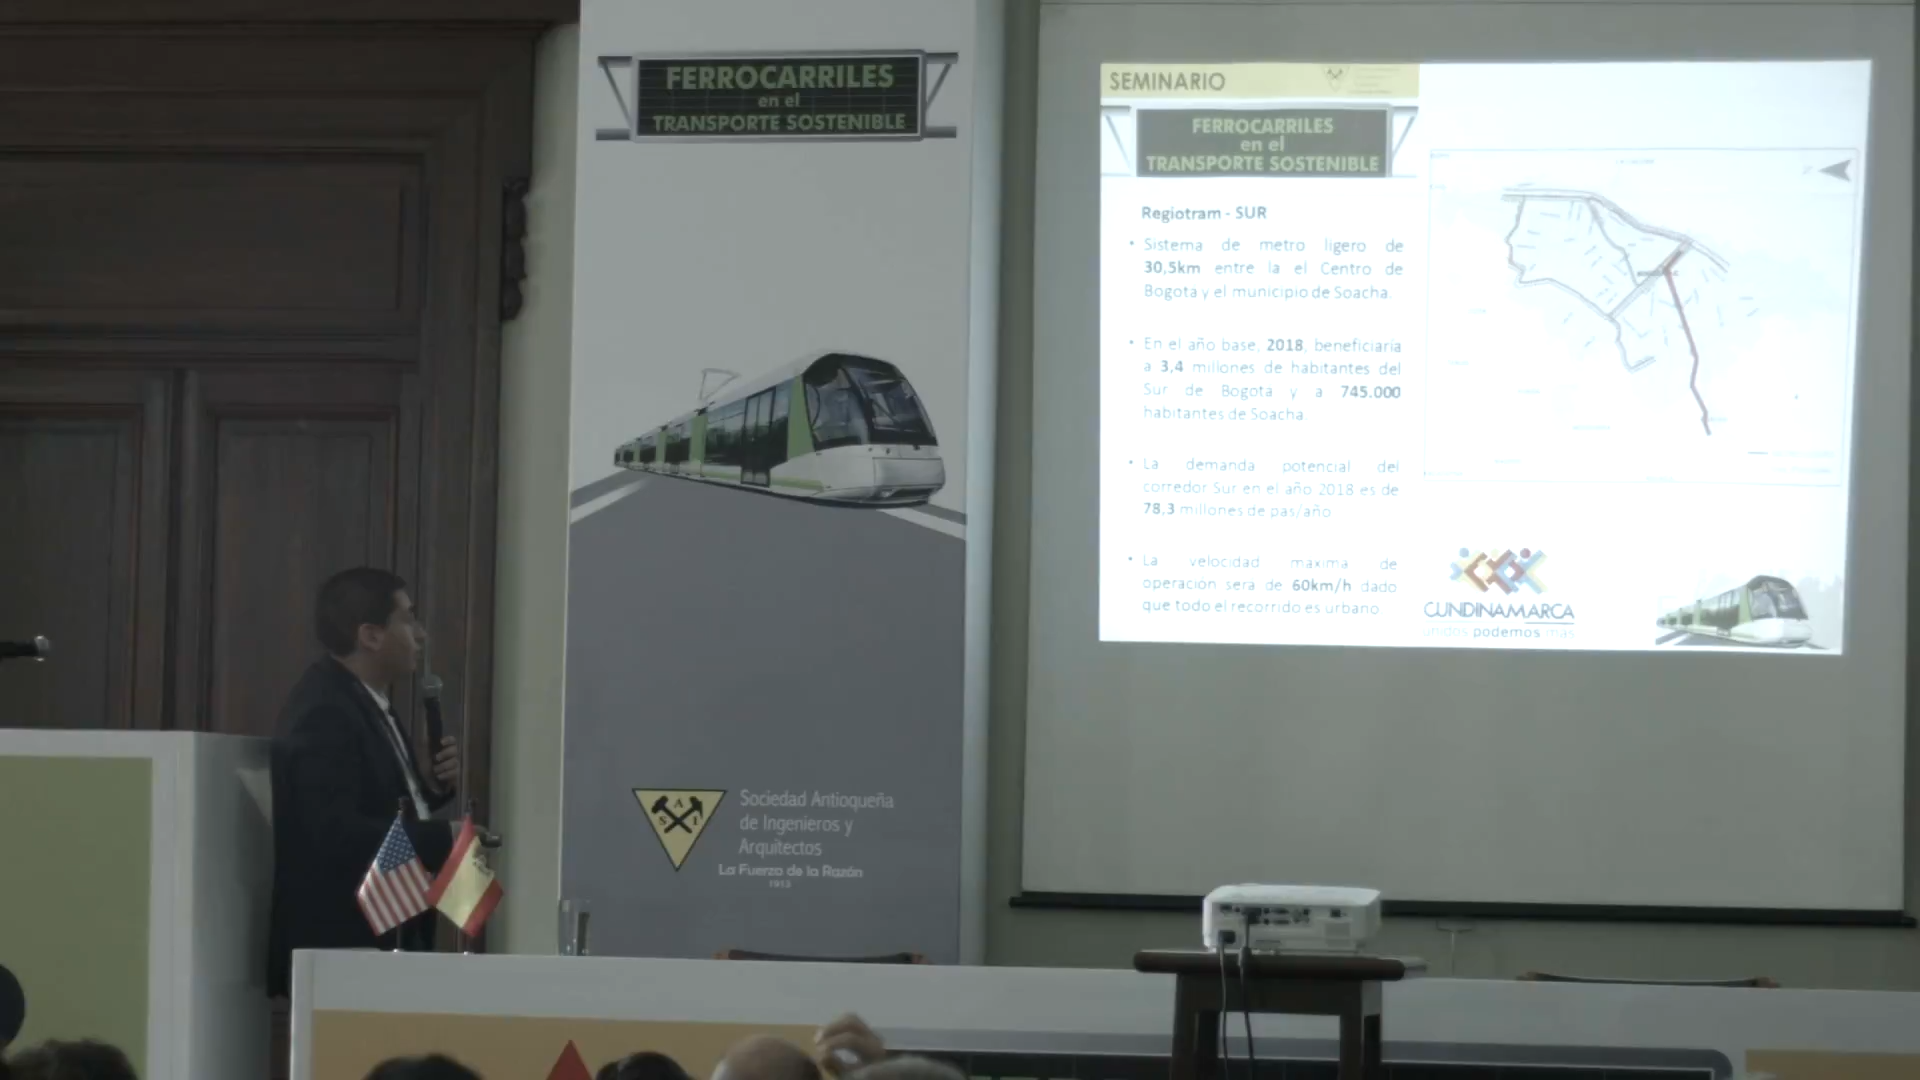 FERROCARRILES
en el
TRANSPORTE SOSTENIBLE
A
S I
Sociedad Antioqueña
de Ingenieros y
Arquitectos
La Fuerza de la Razón
1913
SEMINARIO
FERROCARRILES
en el
TRANSPORTE SOSTENIBLE
Regiotram - SUR
• Sistema de metro ligero de
30,5km entre la el Centro de
Bogota y el municipio de Soacha.
• En el año base, 2018, beneficiaría
a 3,4 millones de habitantes del
Sur de Bogota y a 745.000
habitantes de Soacha.
• La demanda potencial del
corredor Sur en el año 2018 es de
78,3 millones de pas/año
• La velocidad maxima de
operación sera de 60km/h dado
que todo el recorrido es urbano.
CUNDINAMARCA
unidos podemos más